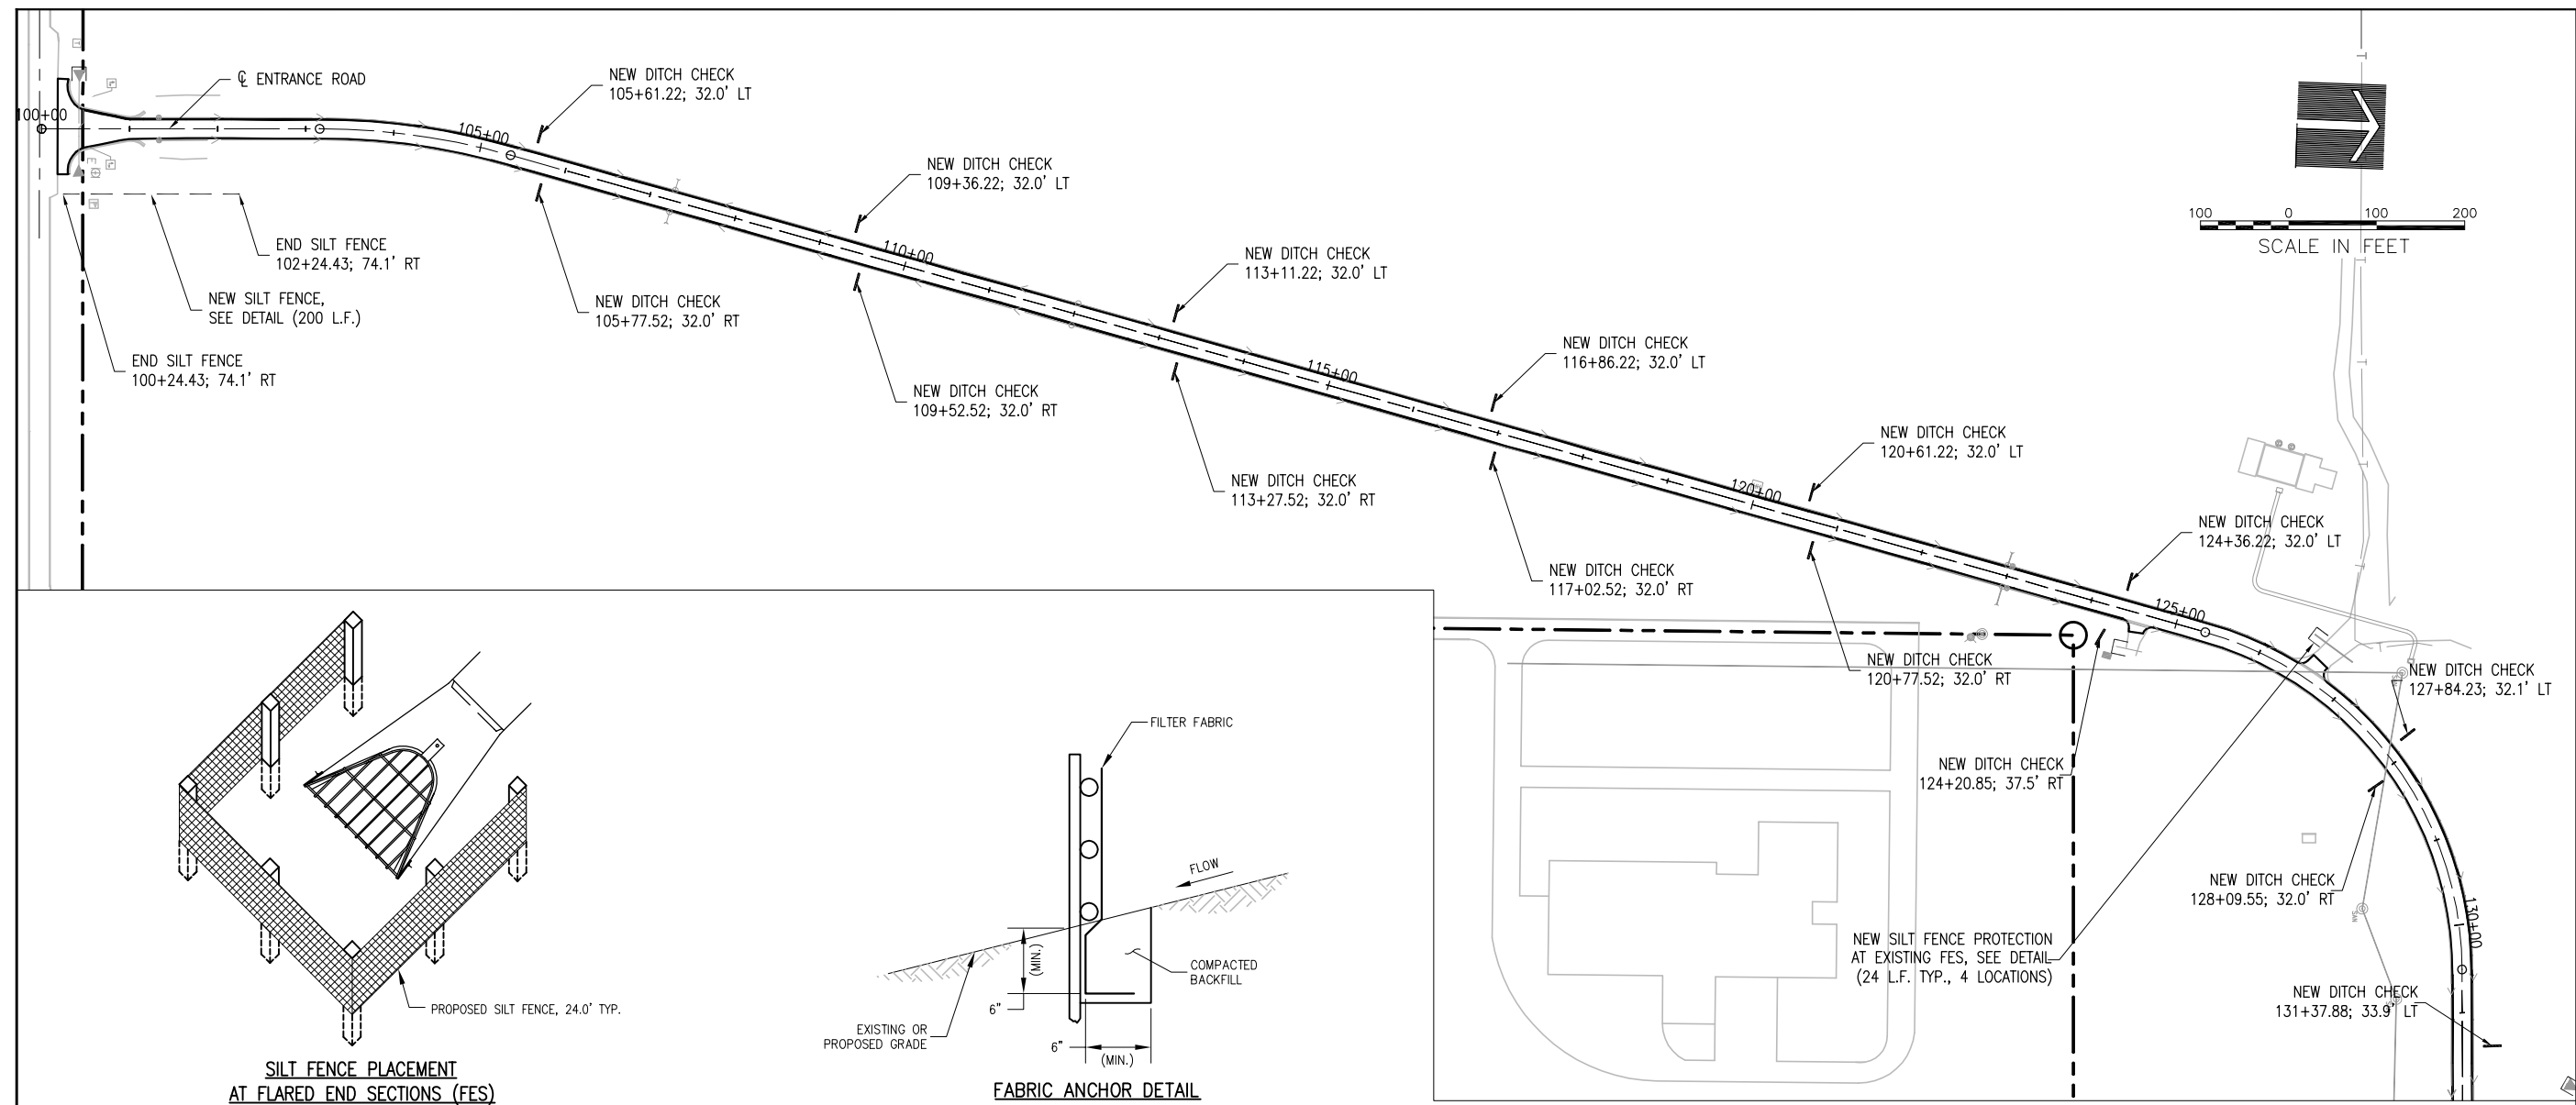 100+00
℄ ENTRANCE ROAD
105+00
NEW DITCH CHECK
105+61.22; 32.0' LT
NEW DITCH CHECK
109+36.22; 32.0' LT
110+00
NEW DITCH CHECK
113+11.22; 32.0' LT
115+00
NEW DITCH CHECK
116+86.22; 32.0' LT
120+00
NEW DITCH CHECK
120+61.22; 32.0' LT
NEW DITCH CHECK
124+36.22; 32.0' LT
125+00
100 0 100 200
SCALE IN FEET
T
T
T
T
T
T
T
E
END SILT FENCE
102+24.43; 74.1' RT
NEW SILT FENCE,
SEE DETAIL (200 L.F.)
END SILT FENCE
100+24.43; 74.1' RT
NEW DITCH CHECK
105+77.52; 32.0' RT
NEW DITCH CHECK
109+52.52; 32.0' RT
NEW DITCH CHECK
113+27.52; 32.0' RT
NEW DITCH CHECK
117+02.52; 32.0' RT
NEW DITCH CHECK
120+77.52; 32.0' RT
NEW DITCH CHECK
127+84.23; 32.1' LT
NEW DITCH CHECK
124+20.85; 37.5' RT
NEW DITCH CHECK
128+09.55; 32.0' RT
SAN
130+00
NEW SILT FENCE PROTECTION
AT EXISTING FES, SEE DETAIL
(24 L.F. TYP., 4 LOCATIONS)
NEW DITCH CHECK
131+37.88; 33.9' LT
PROPOSED SILT FENCE, 24.0' TYP.
SILT FENCE PLACEMENT
AT FLARED END SECTIONS (FES)
FILTER FABRIC
FLOW
(MIN.)
6"
COMPACTED
BACKFILL
EXISTING OR
PROPOSED GRADE
6"
(MIN.)
FABRIC ANCHOR DETAIL